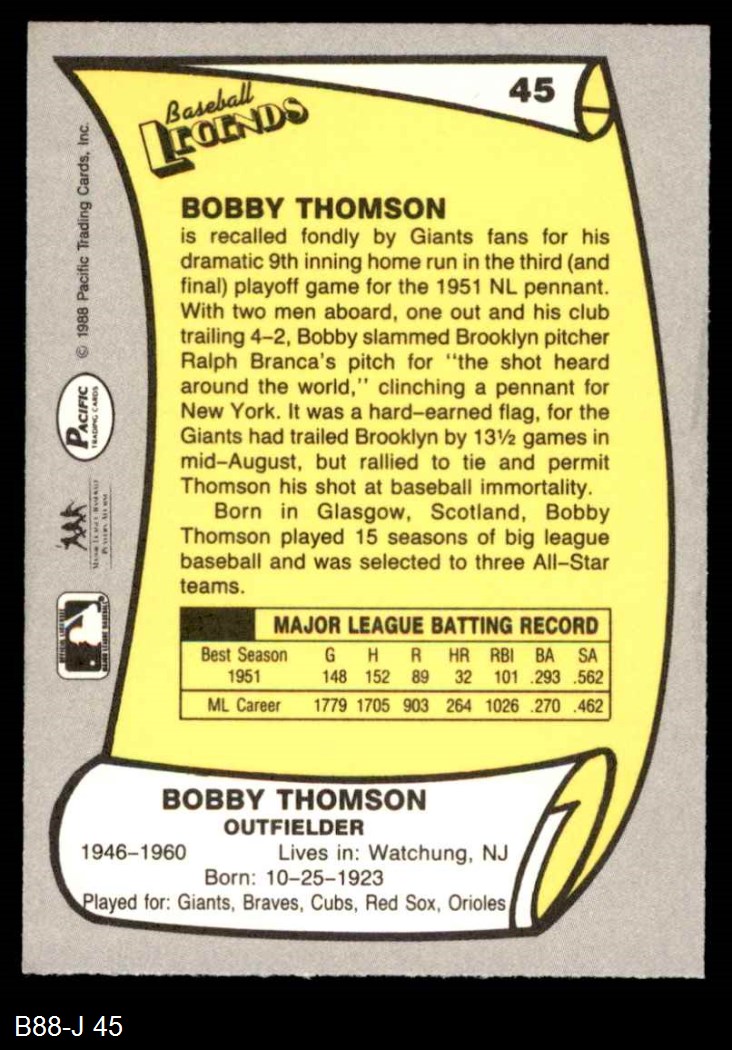 45
Baseball
LEGENDS
© 1988 Pacific Trading Cards, Inc.
PACIFIC
TRADING CARDS
MAJOR LEAGUE BASEBALL
PLAYERS ALUMNI
BOBBY THOMSON
is recalled fondly by Giants fans for his
dramatic 9th inning home run in the third (and
final) playoff game for the 1951 NL pennant.
With two men aboard, one out and his club
trailing 4–2, Bobby slammed Brooklyn pitcher
Ralph Branca's pitch for "the shot heard
around the world," clinching a pennant for
New York. It was a hard–earned flag, for the
Giants had trailed Brooklyn by 13½ games in
mid–August, but rallied to tie and permit
Thomson his shot at baseball immortality.
Born in Glasgow, Scotland, Bobby
Thomson played 15 seasons of big league
baseball and was selected to three All–Star
teams.
MAJOR LEAGUE BATTING RECORD
Best Season G H R HR RBI BA SA
1951 148 152 89 32 101 .293 .562
ML Career 1779 1705 903 264 1026 .270 .462
BOBBY THOMSON
OUTFIELDER
1946–1960 Lives in: Watchung, NJ
Born: 10–25–1923
Played for: Giants, Braves, Cubs, Red Sox, Orioles
B88-J 45